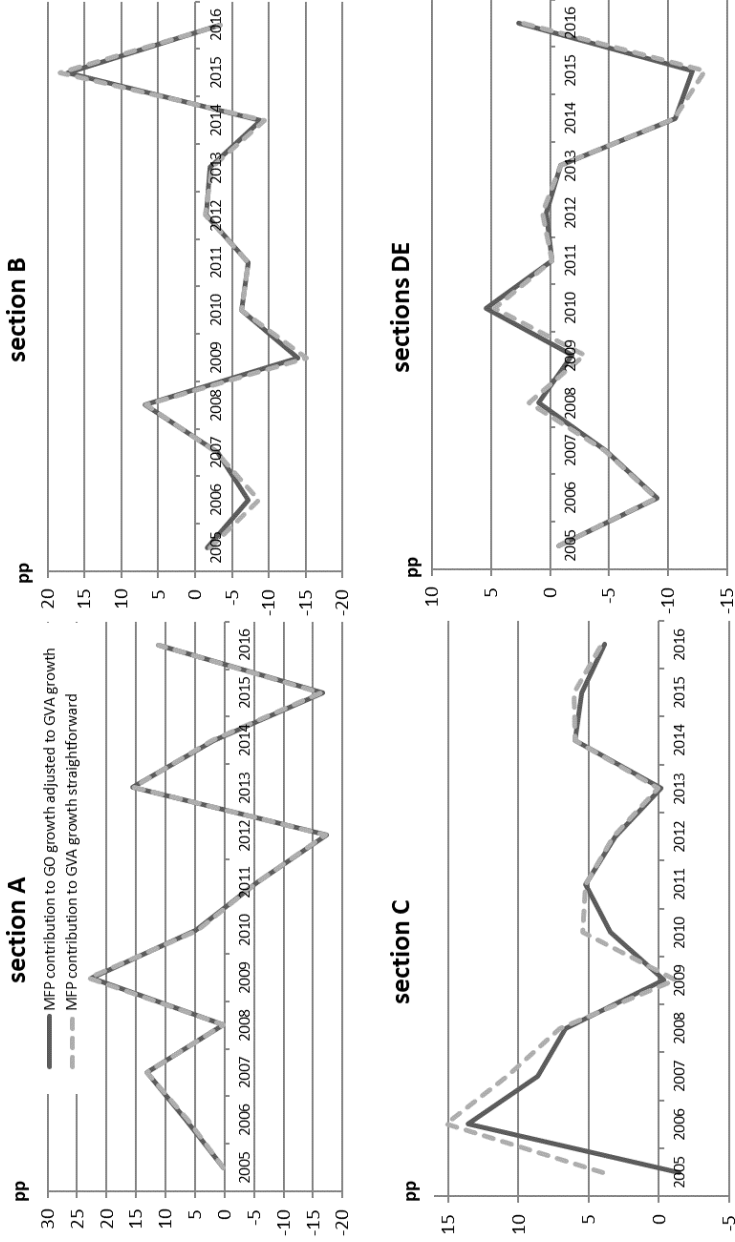 section A
pp
30
25
20
15
10
5
0
-5
-10
-15
-20
MFP contribution to GO growth adjusted to GVA growth
MFP contribution to GVA growth straightforward
2005 2006 2007 2008 2009 2010 2011 2012 2013 2014 2015 2016
section B
pp
20
15
10
5
0
-5
-10
-15
-20
2005 2006 2007 2008 2009 2010 2011 2012 2013 2014 2015 2016
section C
15
10
5
0
-5
2005 2006 2007 2008 2009 2010 2011 2012 2013 2014 2015 2016
sections DE
pp
10
5
0
-5
-10
-15
2005 2006 2007 2008 2009 2010 2011 2012 2013 2014 2015 2016